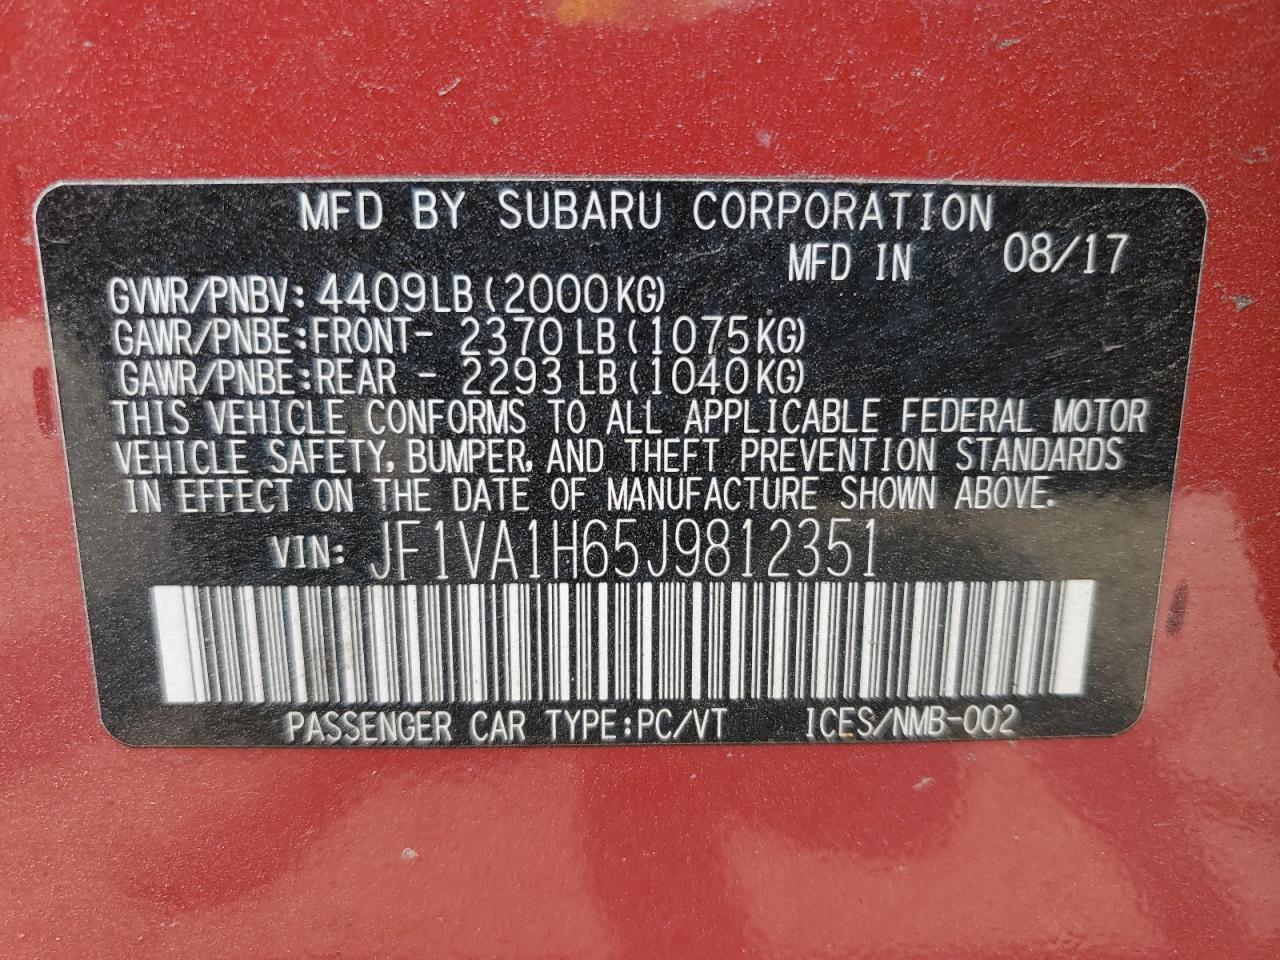 MFD BY SUBARU CORPORATION
MFD IN 08/17
GVWR/PNBV: 4409LB(2000KG)
GAWR/PNBE:FRONT- 2370LB(1075KG)
GAWR/PNBE:REAR - 2293LB(1040KG)
THIS VEHICLE CONFORMS TO ALL APPLICABLE FEDERAL MOTOR
VEHICLE SAFETY, BUMPER, AND THEFT PREVENTION STANDARDS
IN EFFECT ON THE DATE OF MANUFACTURE SHOWN ABOVE.
VIN: JF1VA1H65J9812351
PASSENGER CAR TYPE:PC/VT ICES/NMB-002